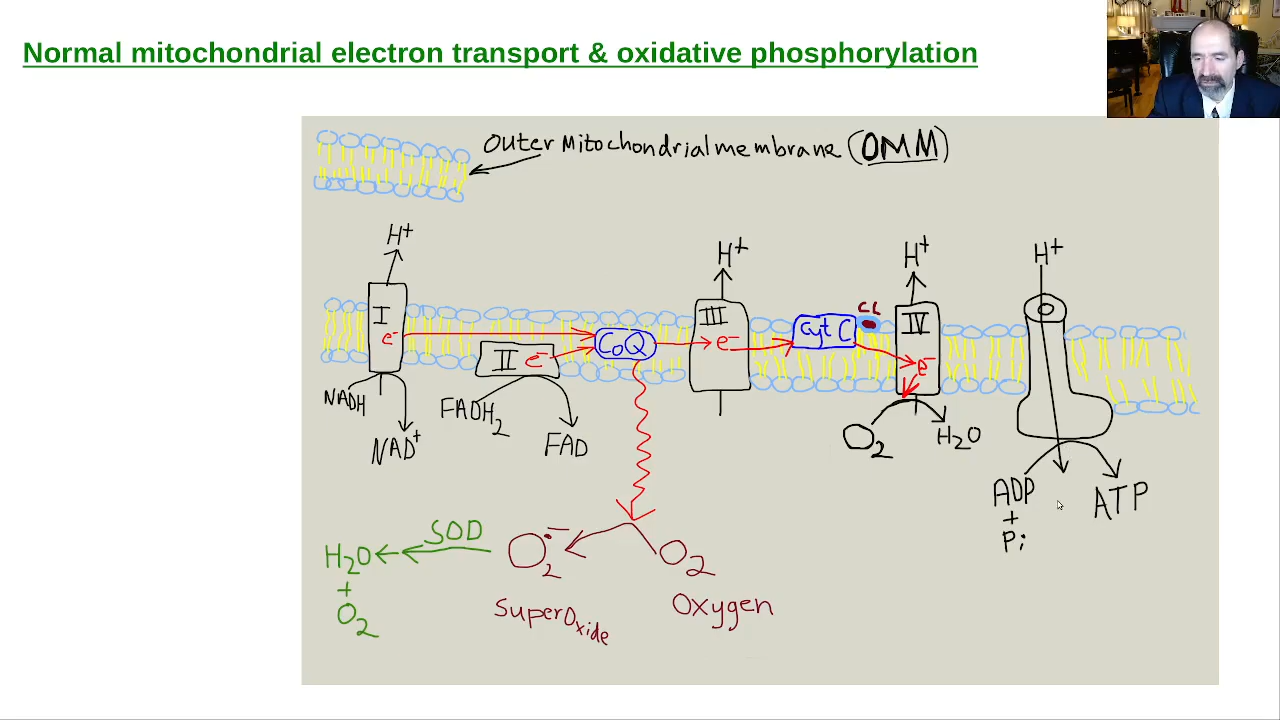 Normal mitochondrial electron transport & oxidative phosphorylation
Outer Mitochondrial membrane (OMM)
H+
H+
H+
H+
I
e-
II
e-
CoQ
III
e-
Cyt C
CL
IV
e-
NADH
NAD+
FADH2
FAD
O2
H2O
ADP
+
Pi
ATP
H2O
+
O2
SOD
O2•−
SuperOxide
O2
Oxygen